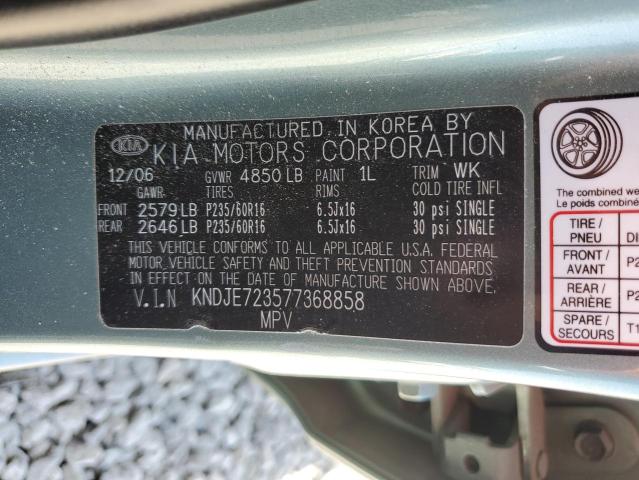 MANUFACTURED IN KOREA BY
KIA KIA MOTORS CORPORATION
12/06 GVWR 4850 LB PAINT 1L TRIM WK
GAWR TIRES RIMS COLD TIRE INFL
FRONT 2579 LB P235/60R16 6.5Jx16 30 psi SINGLE
REAR 2646 LB P235/60R16 6.5Jx16 30 psi SINGLE
THIS VEHICLE CONFORMS TO ALL APPLICABLE U.S.A. FEDERAL
MOTOR VEHICLE SAFETY AND THEFT PREVENTION STANDARDS
IN EFFECT ON THE DATE OF MANUFACTURE SHOWN ABOVE
V.I.N KNDJE723577368858
MPV
The combined we
Le poids combiné
TIRE /
PNEU
FRONT /
AVANT
REAR /
ARRIÈRE
SPARE /
SECOURS